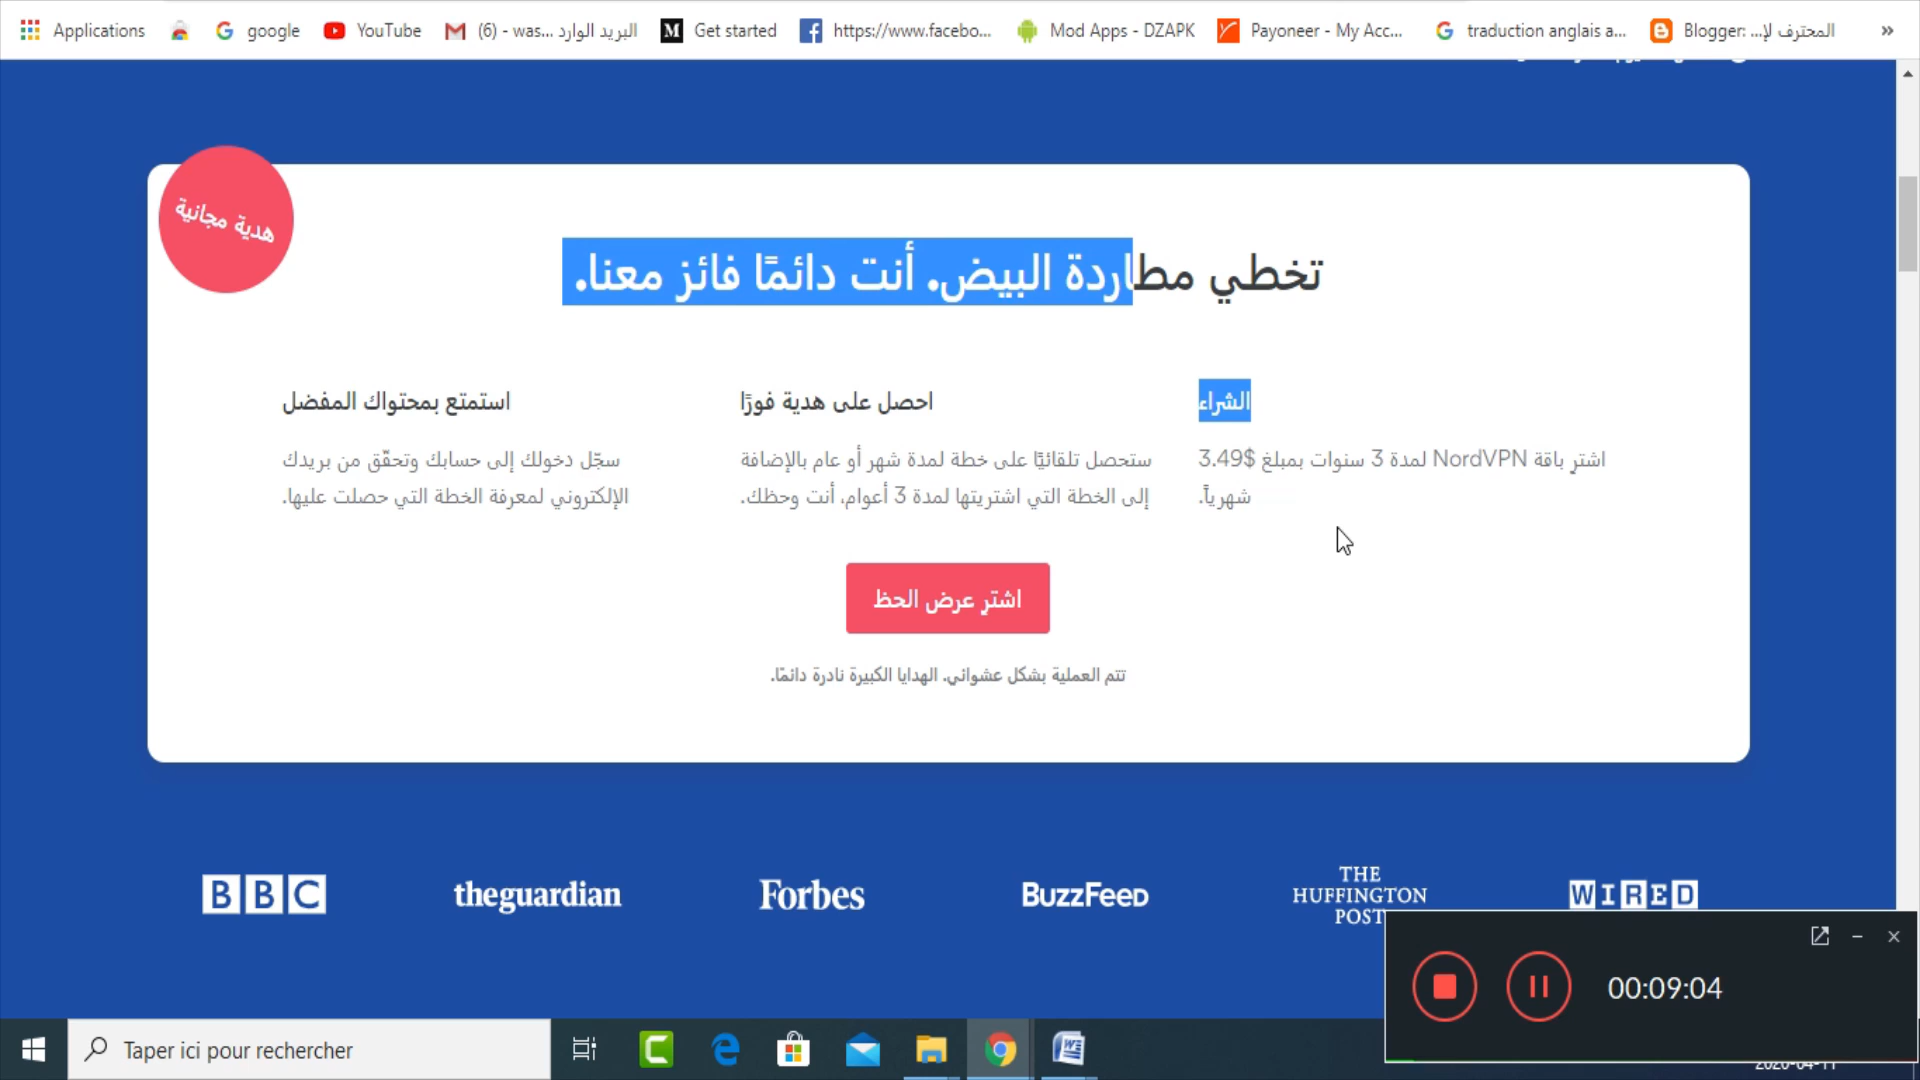 Applications
google
YouTube
(6) - was... البريد الوارد
Get started
https://www.facebo...
Mod Apps - DZAPK
Payoneer - My Acc...
traduction anglais a...
Blogger: ...المحترف لإ
»
هدية مجانية
تخطي مطاردة البيض. أنت دائمًا فائز معنا.
الشراء
اشترِ باقة NordVPN لمدة 3 سنوات بمبلغ $3.49
شهرياً.
احصل على هدية فورًا
ستحصل تلقائيًا على خطة لمدة شهر أو عام بالإضافة
إلى الخطة التي اشتريتها لمدة 3 أعوام، أنت وحظك.
استمتع بمحتواك المفضل
سجّل دخولك إلى حسابك وتحقّق من بريدك
الإلكتروني لمعرفة الخطة التي حصلت عليها.
اشترِ عرض الحظ
تتم العملية بشكل عشوائي. الهدايا الكبيرة نادرة دائمًا.
BBC
theguardian
Forbes
BuzzFeed
THE
HUFFINGTON
POST
WIRED
00:09:04
Taper ici pour rechercher